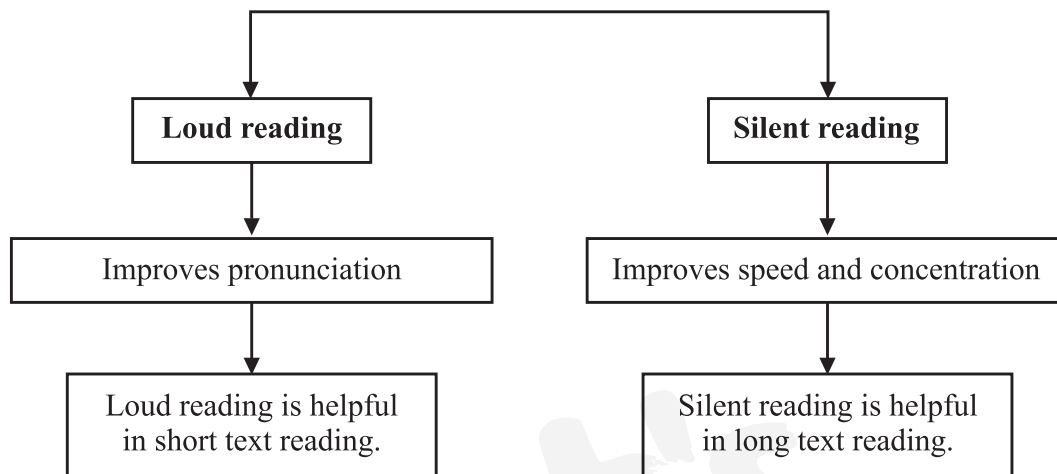 Loud reading
Silent reading
Improves pronunciation
Improves speed and concentration
Loud reading is helpful
in short text reading.
Silent reading is helpful
in long text reading.